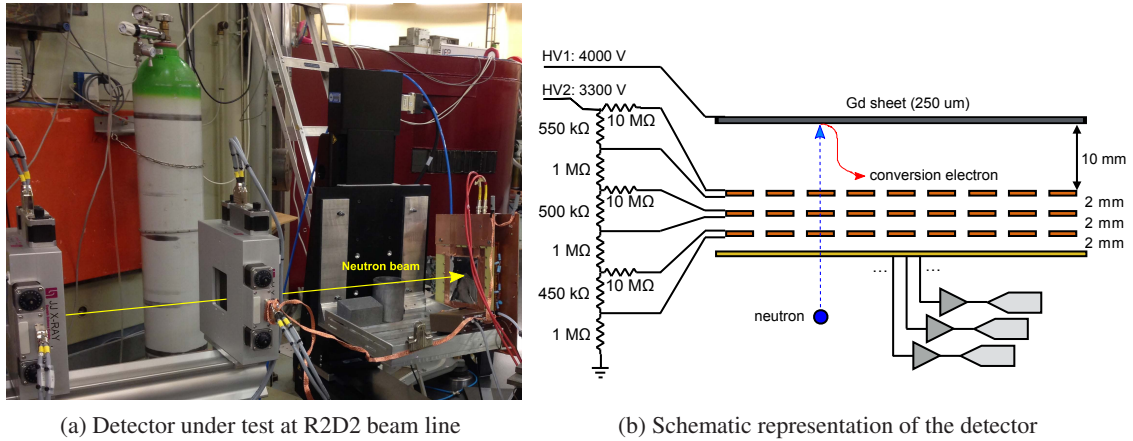 JJ X-RAY
Neutron beam
(a) Detector under test at R2D2 beam line
HV1: 4000 V
HV2: 3300 V
Gd sheet (250 um)
550 kΩ
10 MΩ
1 MΩ
10 mm
conversion electron
500 kΩ
10 MΩ
2 mm
2 mm
1 MΩ
2 mm
450 kΩ
10 MΩ
... ...
neutron
1 MΩ
(b) Schematic representation of the detector